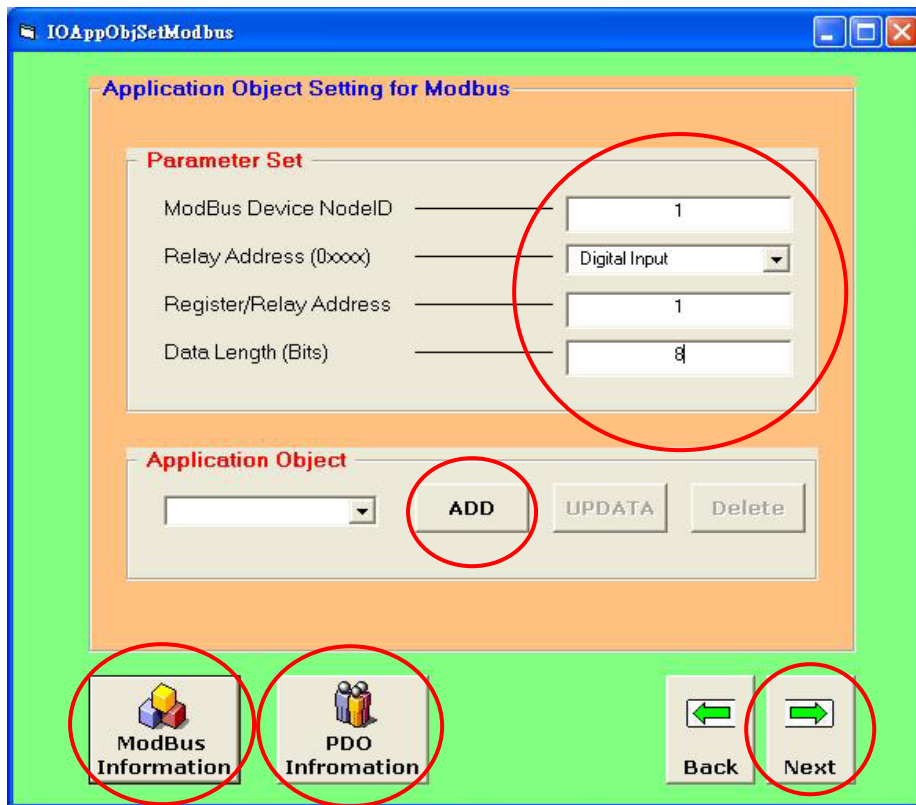 IOAppObjSetModbus
Application Object Setting for Modbus
Parameter Set
ModBus Device NodeID 1
Relay Address (0xxxx) Digital Input
Register/Relay Address 1
Data Length (Bits) 8
Application Object
ADD UPDATA Delete
ModBus
Information
PDO
Infromation
Back
Next